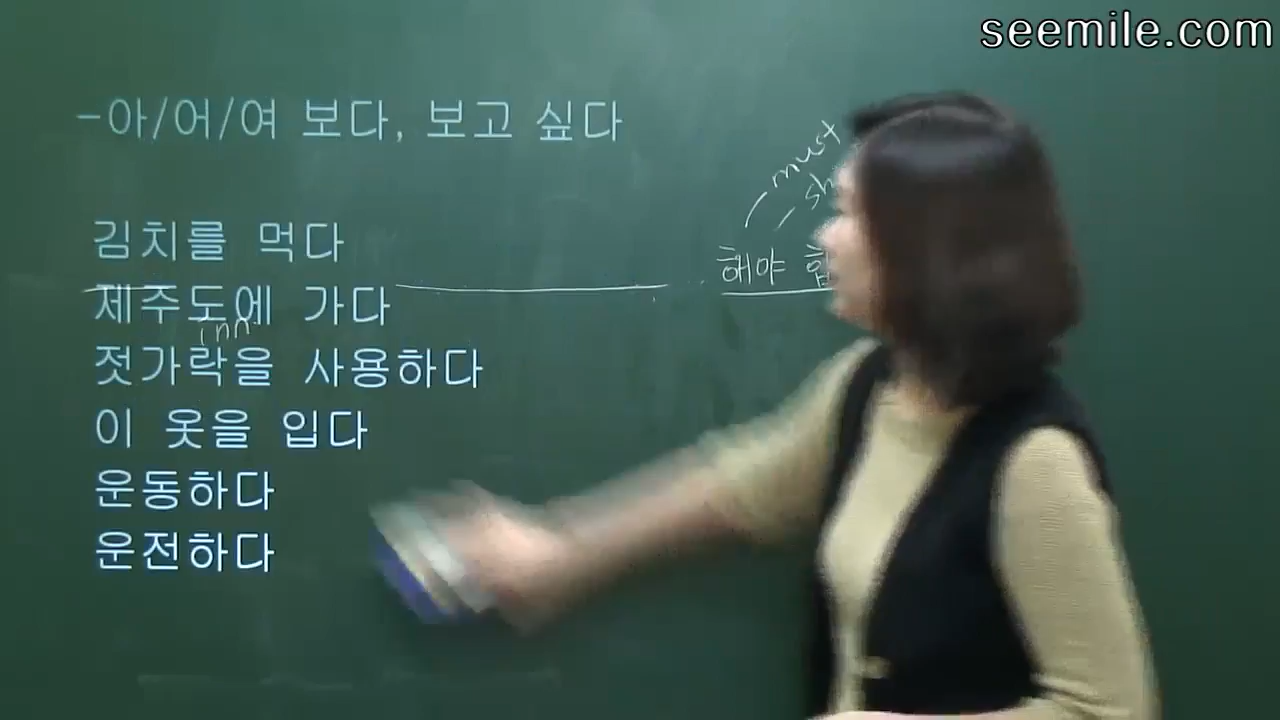 seemile.com
-아/어/여 보다, 보고 싶다
must
해야
김치를 먹다
제주도에 가다
inn
젓가락을 사용하다
이 옷을 입다
운동하다
운전하다